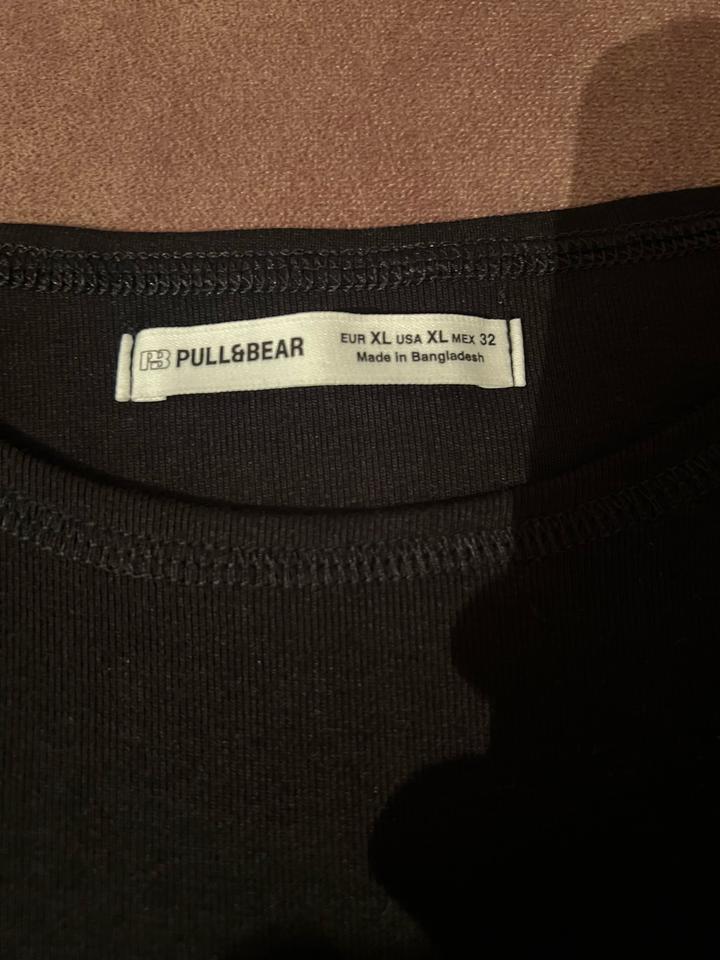 PB PULL&BEAR
EUR XL USA XL MEX 32
Made in Bangladesh